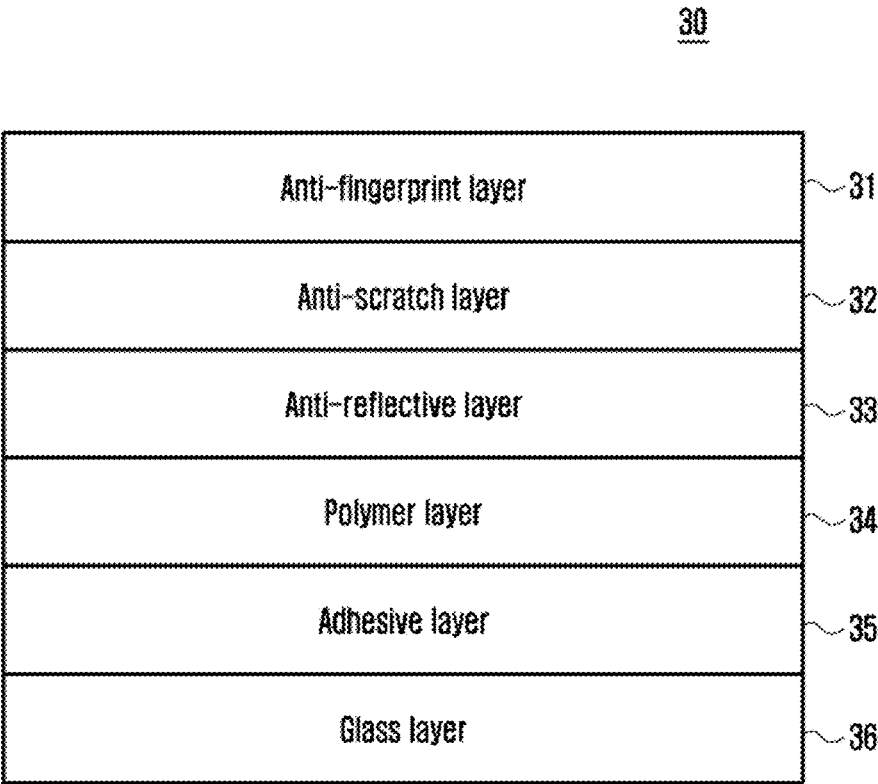 30
Anti-fingerprint layer 31
Anti-scratch layer 32
Anti-reflective layer 33
Polymer layer 34
Adhesive layer 35
Glass layer 36